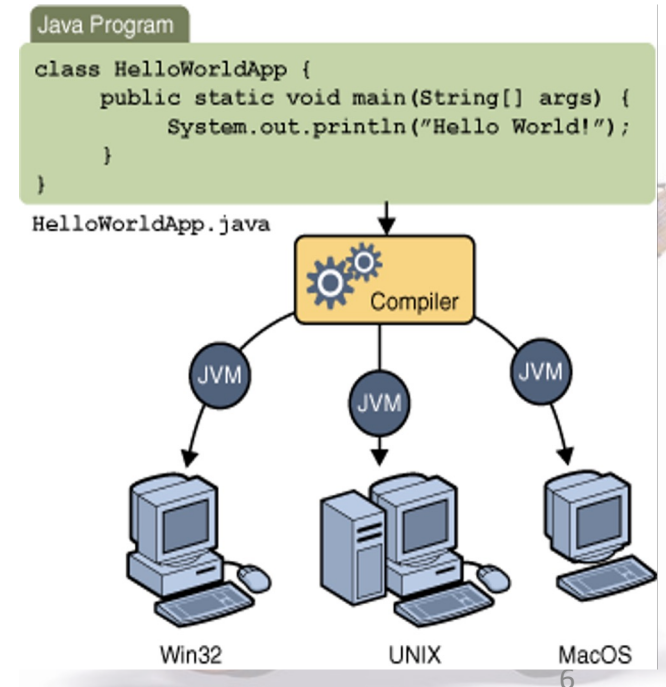 Java Program
class HelloWorldApp {
    public static void main(String[] args) {
        System.out.println("Hello World!");
    }
}
HelloWorldApp.java
Compiler
JVM
JVM
JVM
Win32
UNIX
MacOS
6